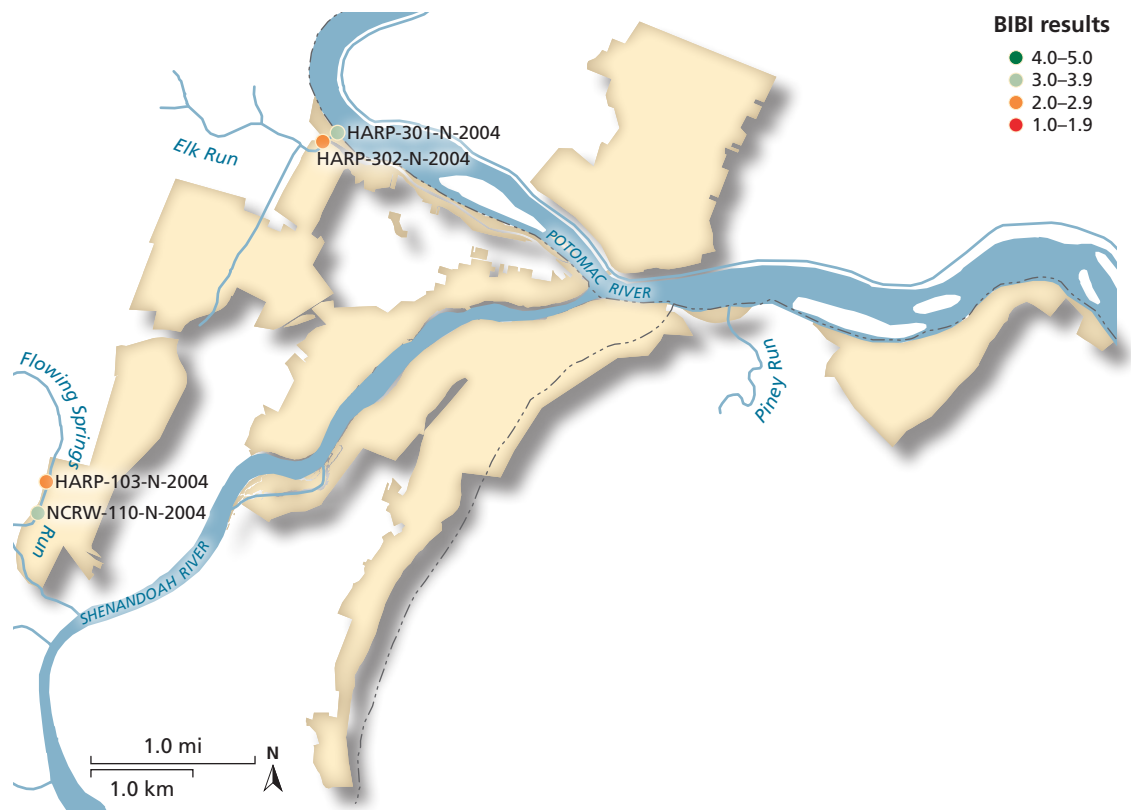 BIBI results
4.0–5.0
3.0–3.9
2.0–2.9
1.0–1.9
HARP-301-N-2004
HARP-302-N-2004
Elk Run
POTOMAC RIVER
Piney Run
Flowing Springs
Run
HARP-103-N-2004
NCRW-110-N-2004
SHENANDOAH RIVER
1.0 mi
1.0 km
N